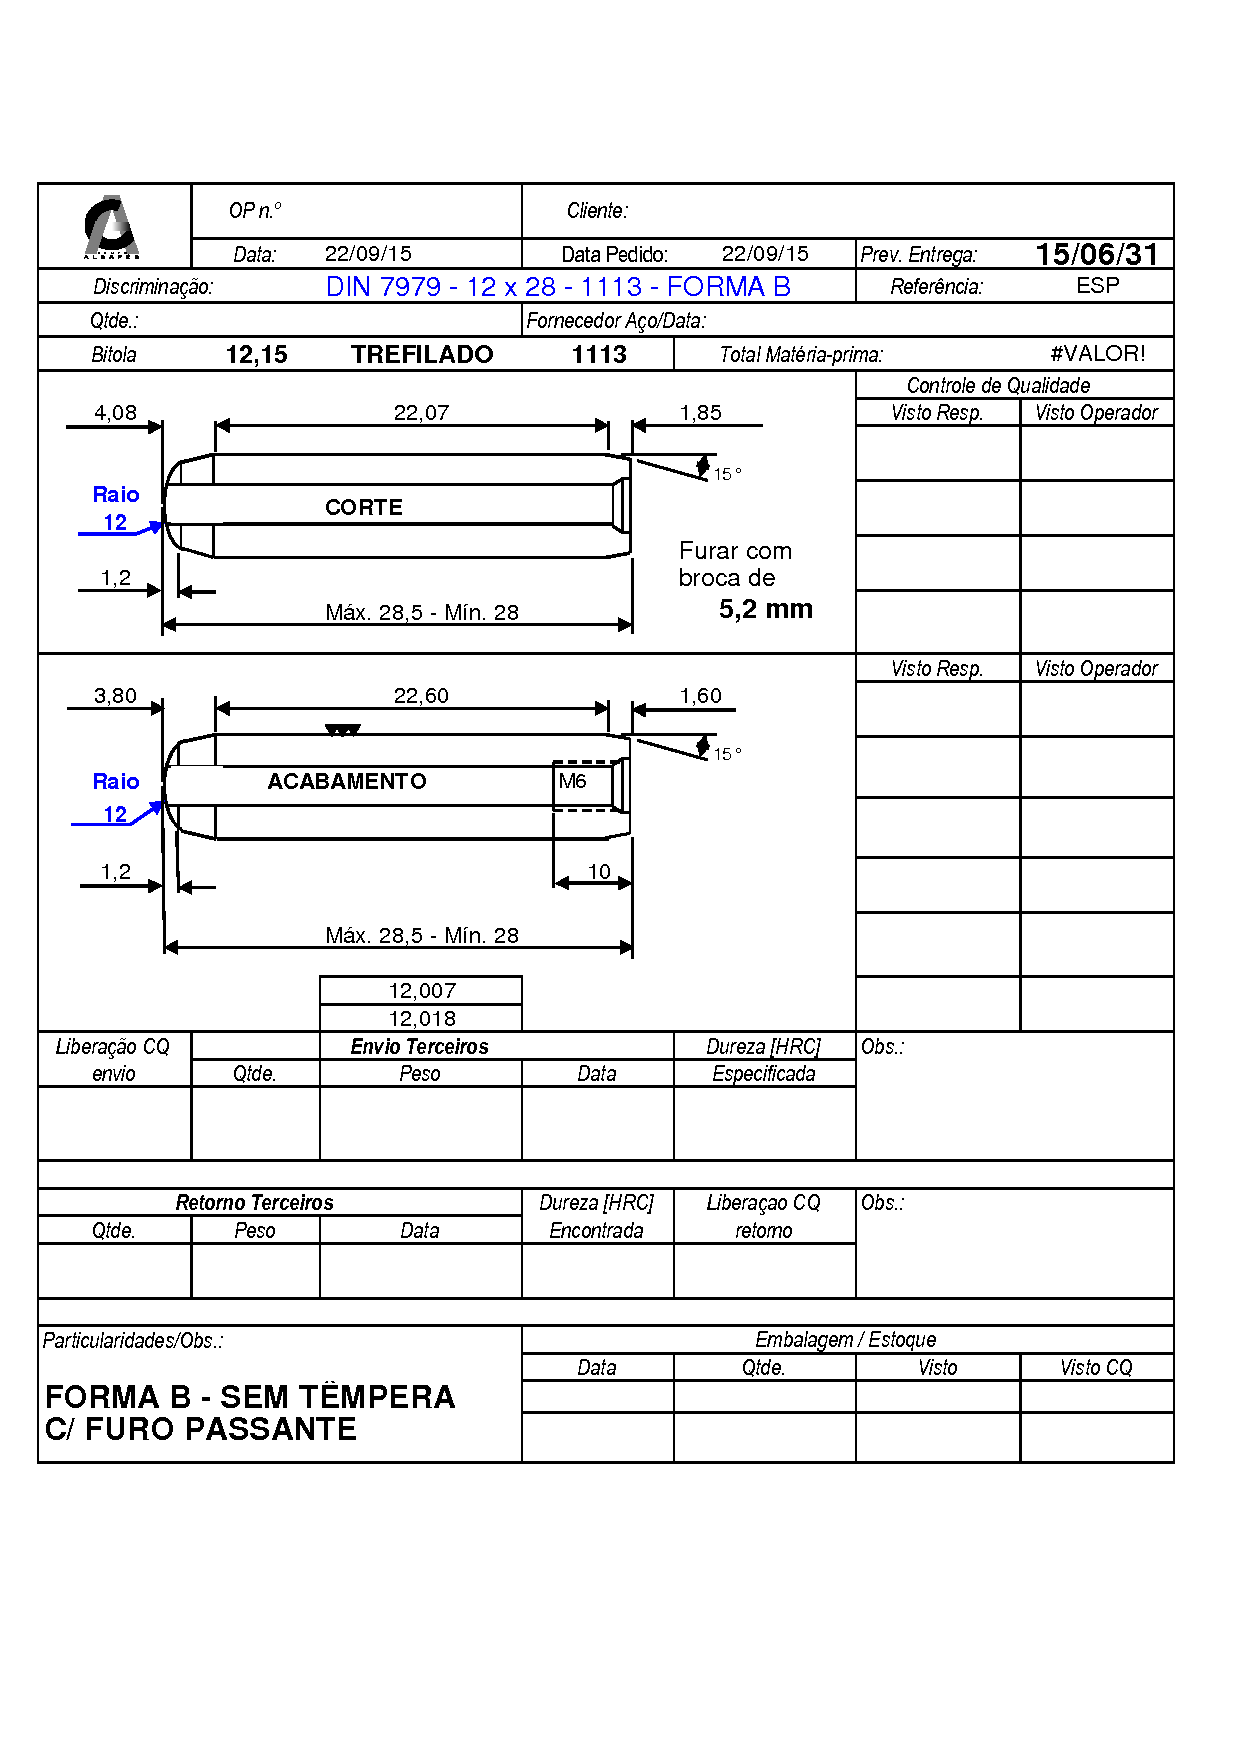 ALBAPEÐ
OP n.º Cliente:
Data: 22/09/15 Data Pedido: 22/09/15 Prev. Entrega: 15/06/31
Discriminação: DIN 7979 - 12 x 28 - 1113 - FORMA B Referência: ESP
Qtde.: Fornecedor Aço/Data:
Bitola 12,15 TREFILADO 1113 Total Matéria-prima: #VALOR!
Controle de Qualidade
4,08 22,07 1,85 Visto Resp. Visto Operador
15°
Raio
12
CORTE
Furar com
broca de
5,2 mm
1,2
Máx. 28,5 - Mín. 28
Visto Resp. Visto Operador
3,80 22,60 1,60
15°
Raio
12
ACABAMENTO M6
1,2 10
Máx. 28,5 - Mín. 28
12,007
12,018
Liberação CQ Envio Terceiros Dureza [HRC] Obs.:
envio Qtde. Peso Data Especificada
Retorno Terceiros Dureza [HRC] Liberaçao CQ Obs.:
Qtde. Peso Data Encontrada retorno
Particularidades/Obs.: Embalagem / Estoque
Data Qtde. Visto Visto CQ
FORMA B - SEM TÊMPERA
C/ FURO PASSANTE